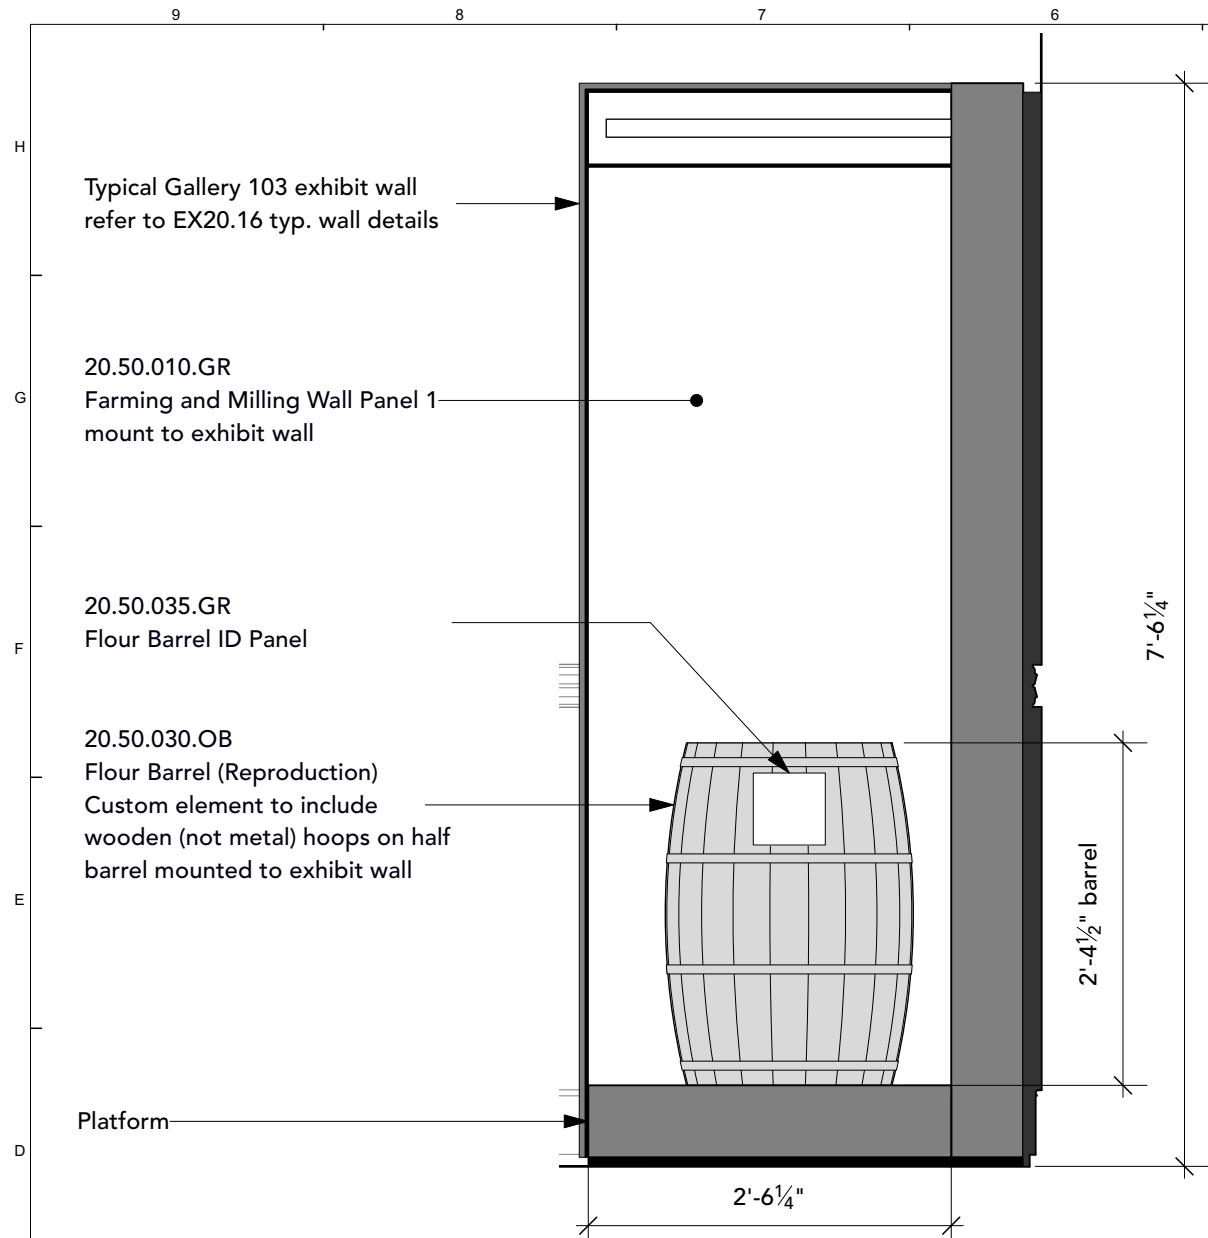 9 8 7 6
H
Typical Gallery 103 exhibit wall
refer to EX20.16 typ. wall details
20.50.010.GR
G
Farming and Milling Wall Panel 1
mount to exhibit wall
20.50.035.GR
Flour Barrel ID Panel
F
7'-6¼"
20.50.030.OB
Flour Barrel (Reproduction)
Custom element to include
wooden (not metal) hoops on half
barrel mounted to exhibit wall
E
2'-4½" barrel
Platform
D
2'-6¼"